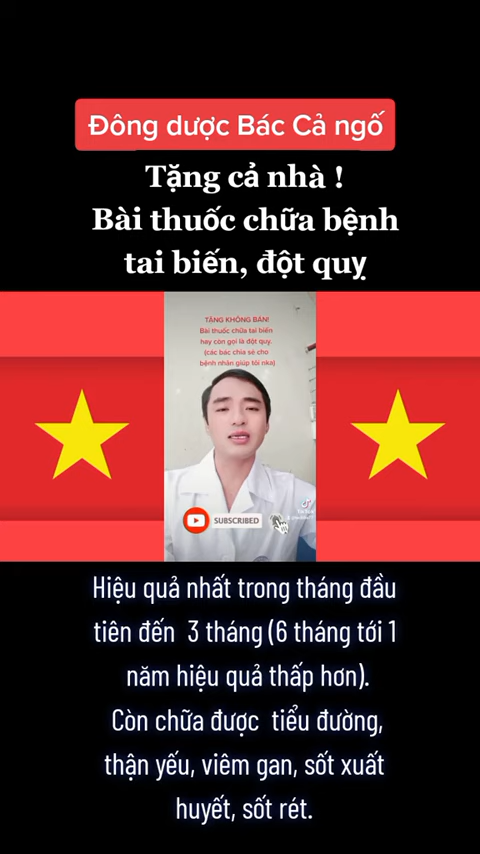 Đông dược Bác Cả ngố
Tặng cả nhà !
Bài thuốc chữa bệnh
tai biến, đột quỵ
TẶNG KHÔNG BÁN!
Bài thuốc chữa tai biến
hay còn gọi là đột quỵ.
(các bác chia sẻ cho
bệnh nhân giúp tôi nka)
SUBSCRIBED
Hiệu quả nhất trong tháng đầu
tiên đến 3 tháng (6 tháng tới 1
năm hiệu quả thấp hơn).
Còn chữa được tiểu đường,
thận yếu, viêm gan, sốt xuất
huyết, sốt rét.